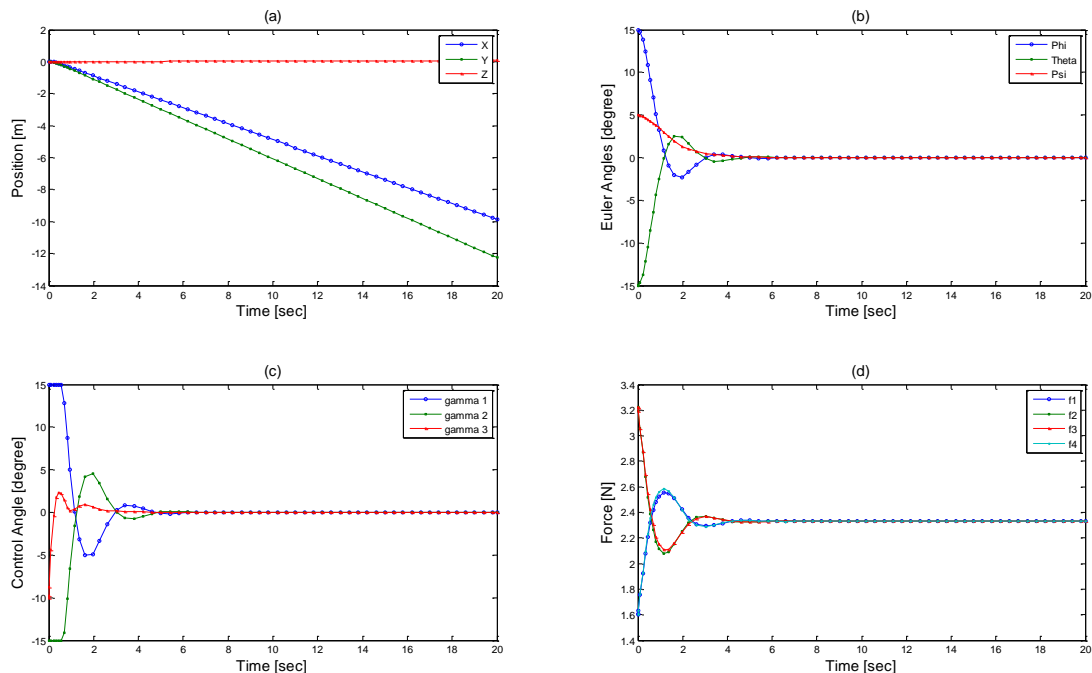 (a)
2
0
-2
-4
-6
-8
-10
-12
-14
Position [m]
X
Y
Z
0 2 4 6 8 10 12 14 16 18 20
Time [sec]
(b)
15
10
5
0
-5
-10
-15
Euler Angles [degree]
Phi
Theta
Psi
0 2 4 6 8 10 12 14 16 18 20
Time [sec]
(c)
15
10
5
0
-5
-10
-15
Control Angle [degree]
gamma 1
gamma 2
gamma 3
0 2 4 6 8 10 12 14 16 18 20
Time [sec]
(d)
3.4
3.2
3
2.8
2.6
2.4
2.2
2
1.8
1.6
1.4
Force [N]
f1
f2
f3
f4
0 2 4 6 8 10 12 14 16 18 20
Time [sec]